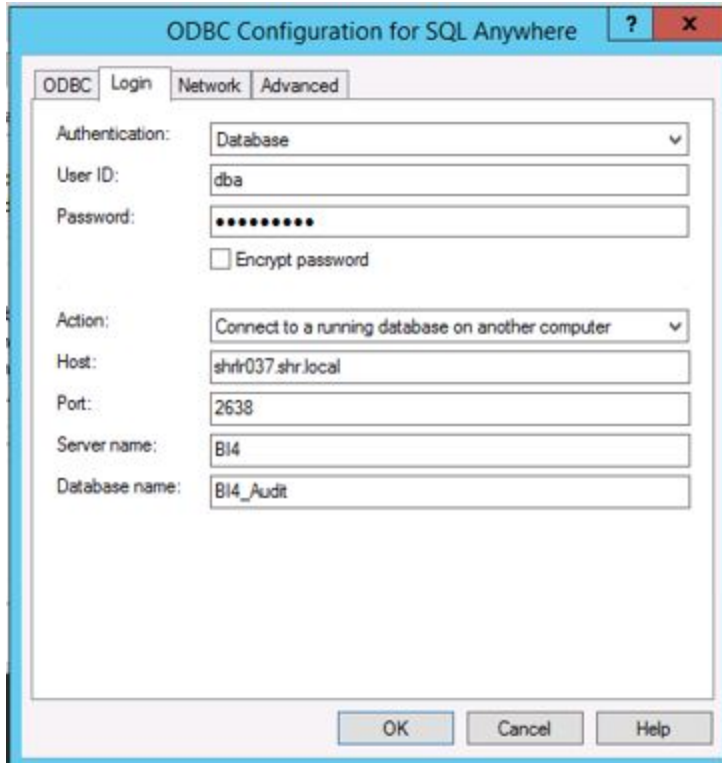 ODBC Configuration for SQL Anywhere ? x
ODBC Login Network Advanced
Authentication: Database
User ID: dba
Password: •••••••••
Encrypt password
Action: Connect to a running database on another computer
Host: shrlr037.shr.local
Port: 2638
Server name: BI4
Database name: BI4_Audit
OK Cancel Help